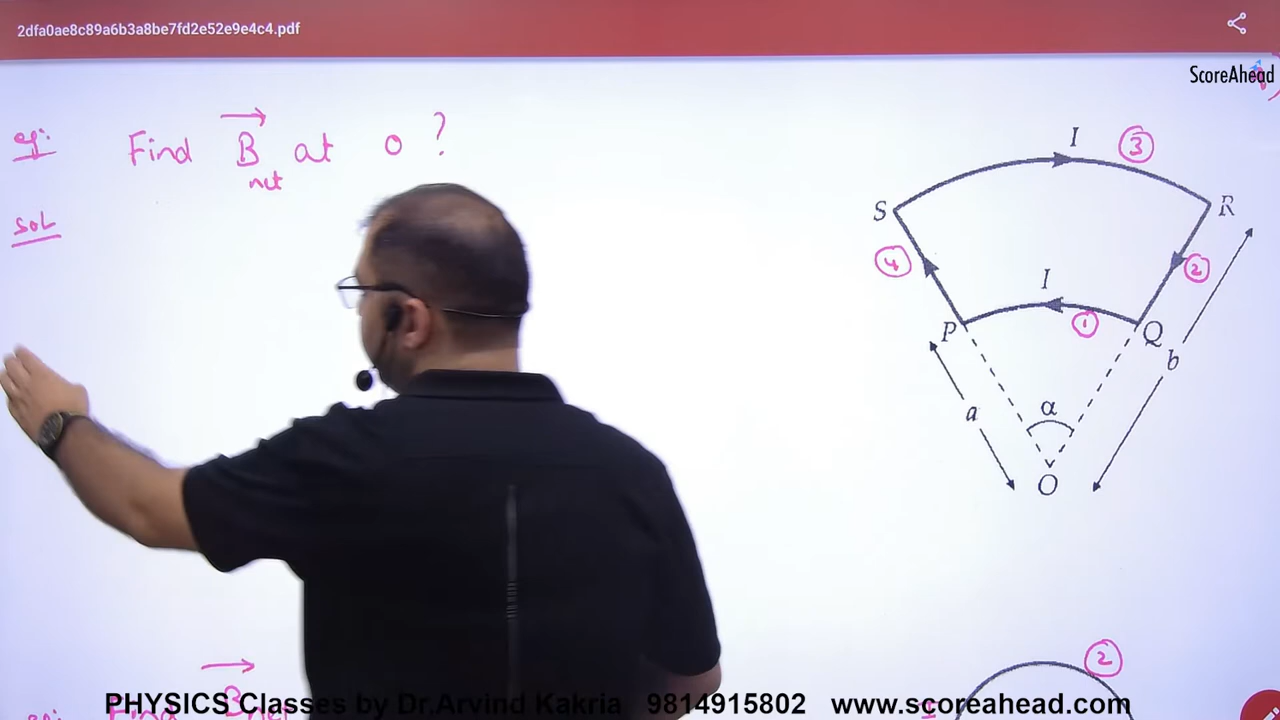 2dfa0ae8c89a6b3a8be7fd2e52e9e4c4.pdf
ScoreAhead
eg:
Find B at O ?
net
Sol
I
3
S
R
4
2
I
P
1
Q
b
a
α
O
2
Find B
PHYSICS Classes by Dr.Arvind Kakria 9814915802 www.scoreahead.com